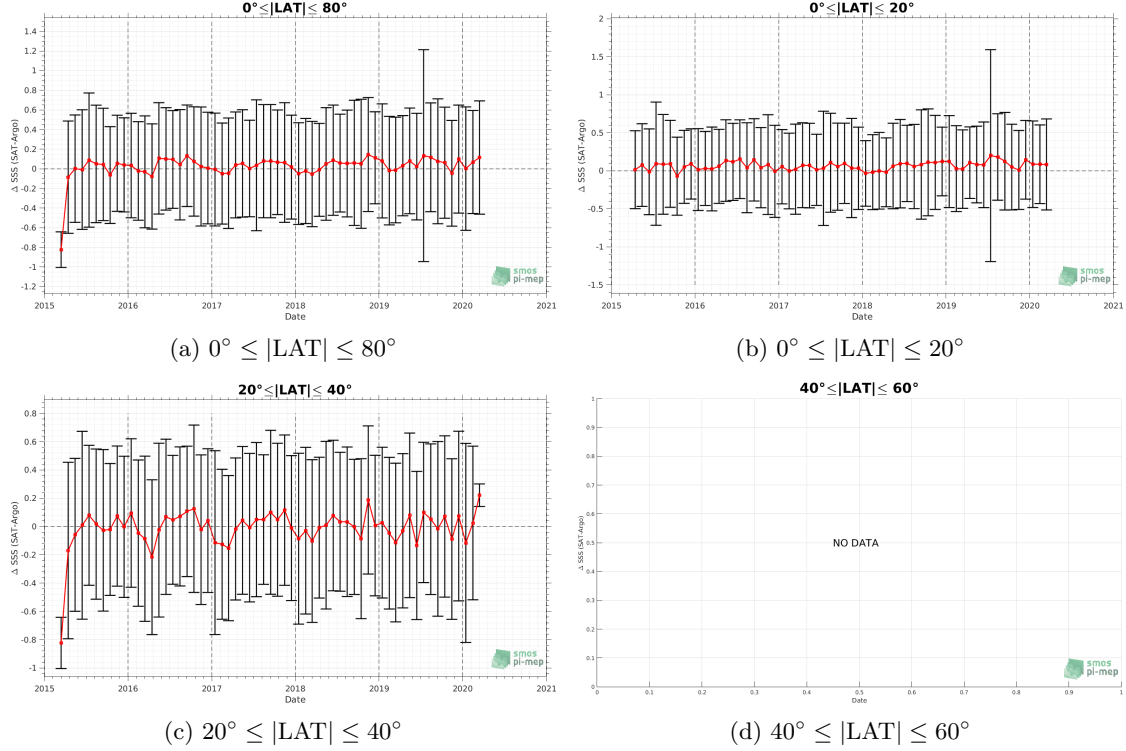 0°≤|LAT|≤ 80°
Δ SSS (SAT-Argo)
1.4
1.2
1
0.8
0.6
0.4
0.2
0
-0.2
-0.4
-0.6
-0.8
-1
-1.2
2015 2016 2017 2018 2019 2020 2021
Date
smos
pi-mep
(a) 0° ≤ |LAT| ≤ 80°
0°≤|LAT|≤ 20°
Δ SSS (SAT-Argo)
2
1.5
1
0.5
0
-0.5
-1
-1.5
2015 2016 2017 2018 2019 2020 2021
Date
smos
pi-mep
(b) 0° ≤ |LAT| ≤ 20°
20°≤|LAT|≤ 40°
Δ SSS (SAT-Argo)
0.8
0.6
0.4
0.2
0
-0.2
-0.4
-0.6
-0.8
-1
2015 2016 2017 2018 2019 2020 2021
Date
smos
pi-mep
(c) 20° ≤ |LAT| ≤ 40°
40°≤|LAT|≤ 60°
Δ SSS (SAT-Argo)
1
0.9
0.8
0.7
0.6
0.5
0.4
0.3
0.2
0.1
0
NO DATA
0 0.1 0.2 0.3 0.4 0.5 0.6 0.7 0.8 0.9 1
Date
smos
pi-mep
(d) 40° ≤ |LAT| ≤ 60°